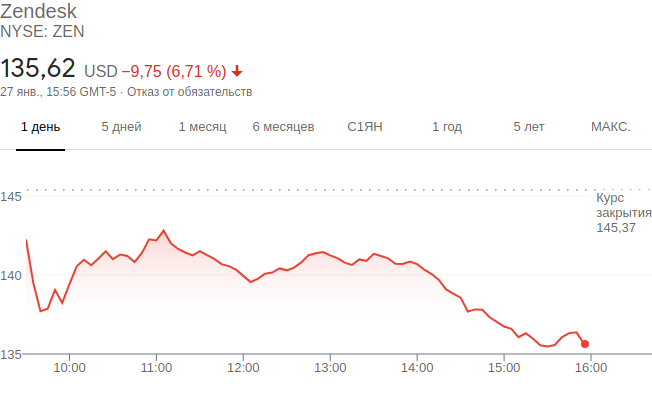 Zendesk
NYSE: ZEN
135,62 USD −9,75 (6,71 %)
27 янв., 15:56 GMT-5 · Отказ от обязательств
1 день 5 дней 1 месяц 6 месяцев С1ЯН 1 год 5 лет МАКС.
145
Курс
закрытия
145,37
140
135
10:00 11:00 12:00 13:00 14:00 15:00 16:00